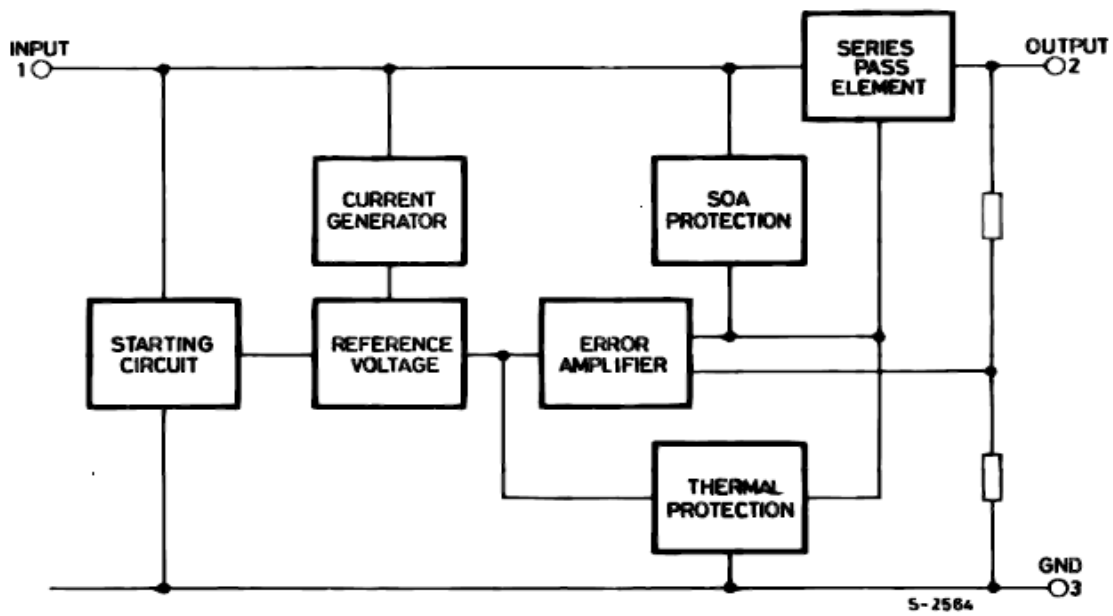 INPUT
1
SERIES
PASS
ELEMENT
OUTPUT
2
CURRENT
GENERATOR
SOA
PROTECTION
STARTING
CIRCUIT
REFERENCE
VOLTAGE
ERROR
AMPLIFIER
THERMAL
PROTECTION
GND
3
S-2564